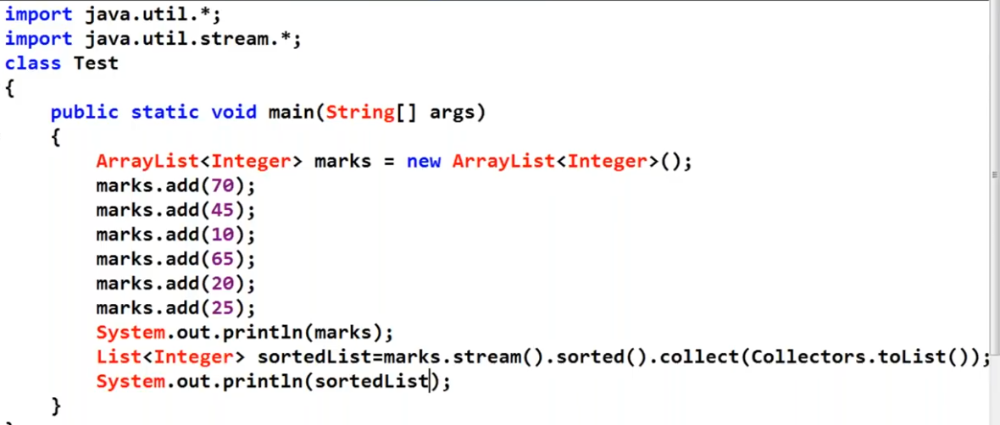 import java.util.*;
import java.util.stream.*;
class Test
{
    public static void main(String[] args)
    {
        ArrayList<Integer> marks = new ArrayList<Integer>();
        marks.add(70);
        marks.add(45);
        marks.add(10);
        marks.add(65);
        marks.add(20);
        marks.add(25);
        System.out.println(marks);
        List<Integer> sortedList=marks.stream().sorted().collect(Collectors.toList());
        System.out.println(sortedList);
    }